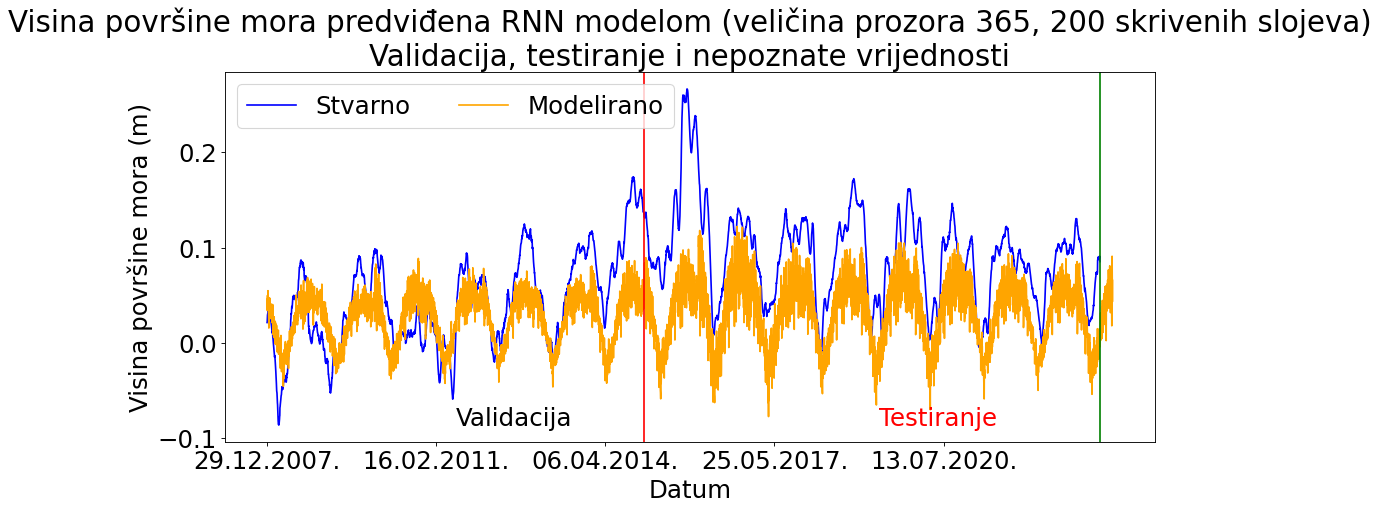 Visina površine mora predviđena RNN modelom (veličina prozora 365, 200 skrivenih slojeva)
Validacija, testiranje i nepoznate vrijednosti
Stvarno Modelirano
Visina površine mora (m)
0.2
0.1
0.0
−0.1
Validacija Testiranje
29.12.2007. 16.02.2011. 06.04.2014. 25.05.2017. 13.07.2020.
Datum